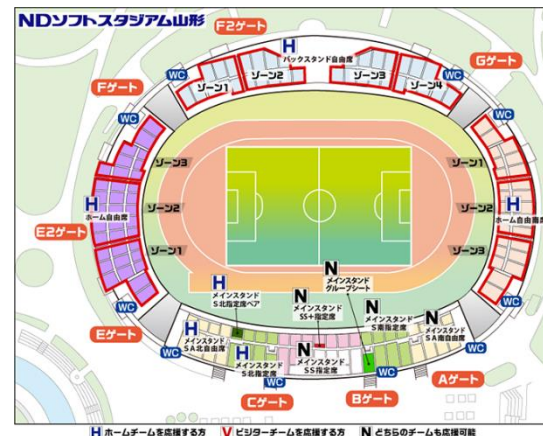 NDソフトスタジアム山形
F2ゲート
H
バックスタンド自由席
WC
WC
Gゲート
Fゲート
ゾーン1
ゾーン2
ゾーン3
ゾーン4
WC
WC
ゾーン3
ゾーン1
H
ホーム自由席
ゾーン2
ゾーン2
H
ホーム自由南席
E2ゲート
ゾーン1
ゾーン3
H
メインスタンド
S北指定席ペア
N
メインスタンド
グループシート
WC
WC
N
メインスタンド
SS+指定席
N
メインスタンド
S南指定席
N
メインスタンド
SA南自由席
Eゲート
H
メインスタンド
SA北自由席
H
メインスタンド
S北指定席
N
メインスタンド
SS指定席
WC
WC
WC
WC
Aゲート
Cゲート
Bゲート
H ホームチームを応援する方 V ビジターチームを応援する方 N どちらのチームも応援可能